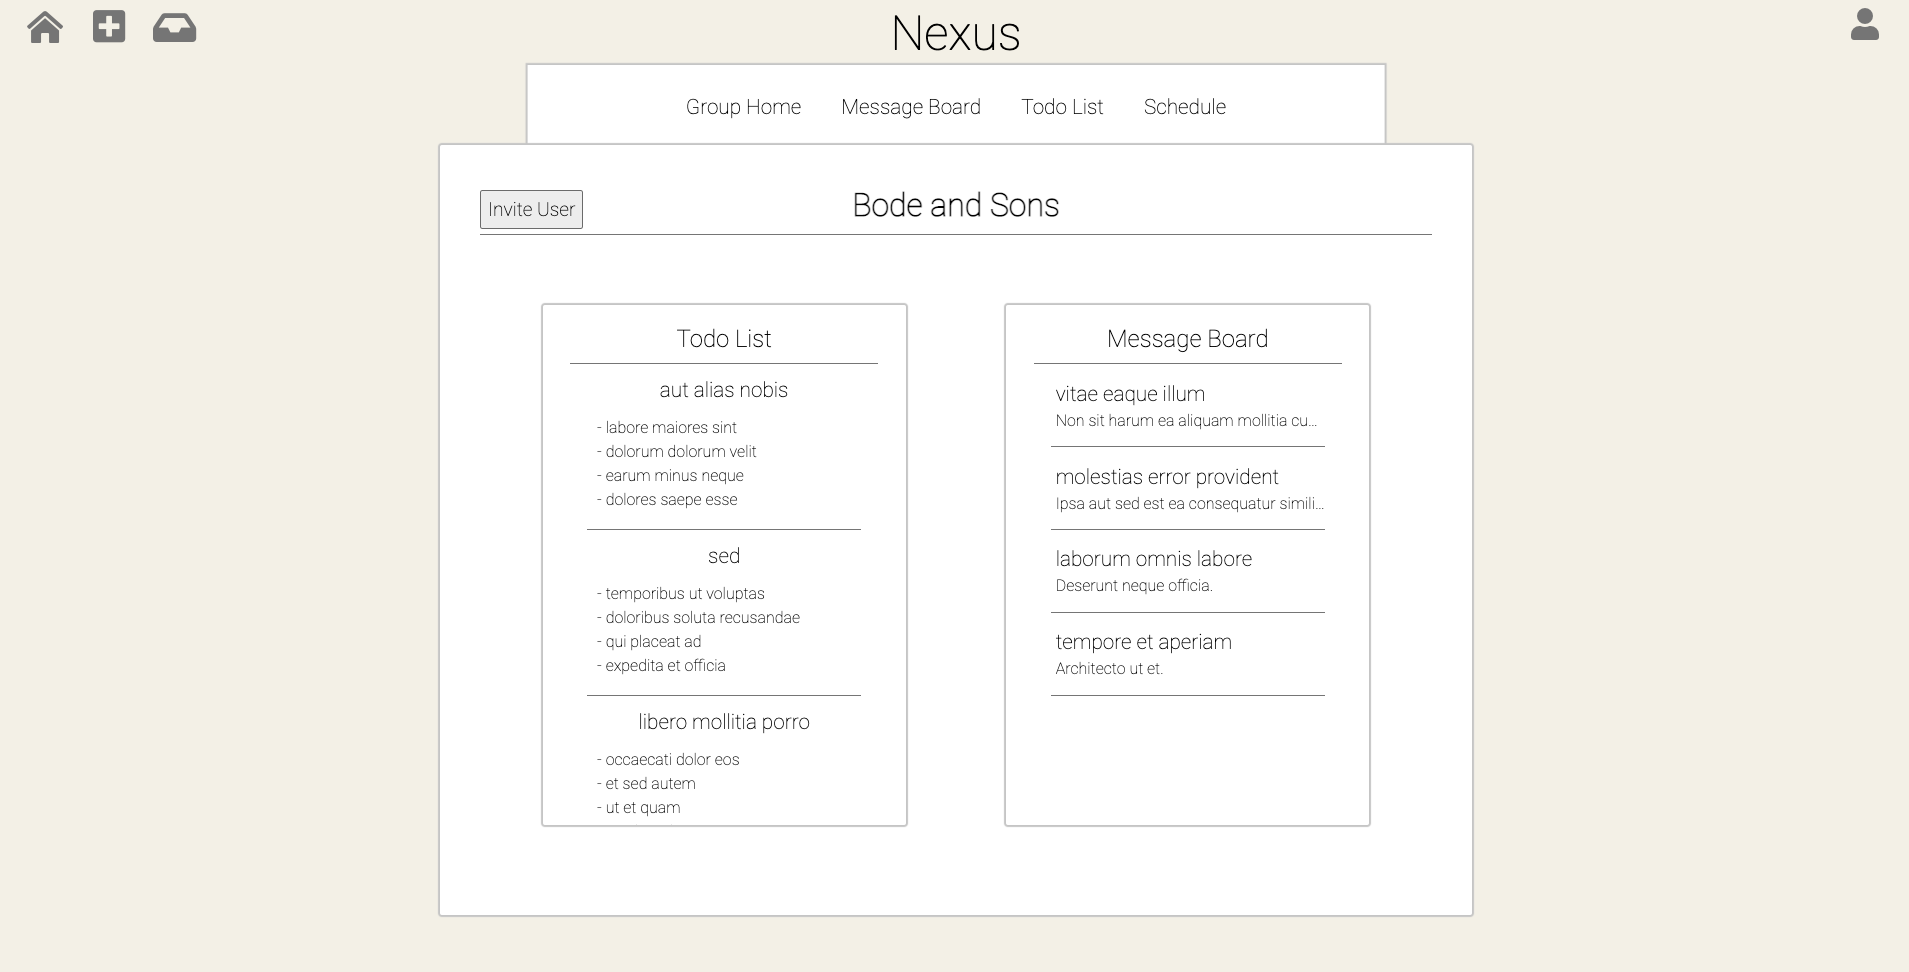 Nexus
Group Home
Message Board
Todo List
Schedule
Invite User
Bode and Sons
Todo List
aut alias nobis
- labore maiores sint
- dolorum dolorum velit
- earum minus neque
- dolores saepe esse
sed
- temporibus ut voluptas
- doloribus soluta recusandae
- qui placeat ad
- expedita et officia
libero mollitia porro
- occaecati dolor eos
- et sed autem
- ut et quam
Message Board
vitae eaque illum
Non sit harum ea aliquam mollitia cu...
molestias error provident
Ipsa aut sed est ea consequatur simili...
laborum omnis labore
Deserunt neque officia.
tempore et aperiam
Architecto ut et.